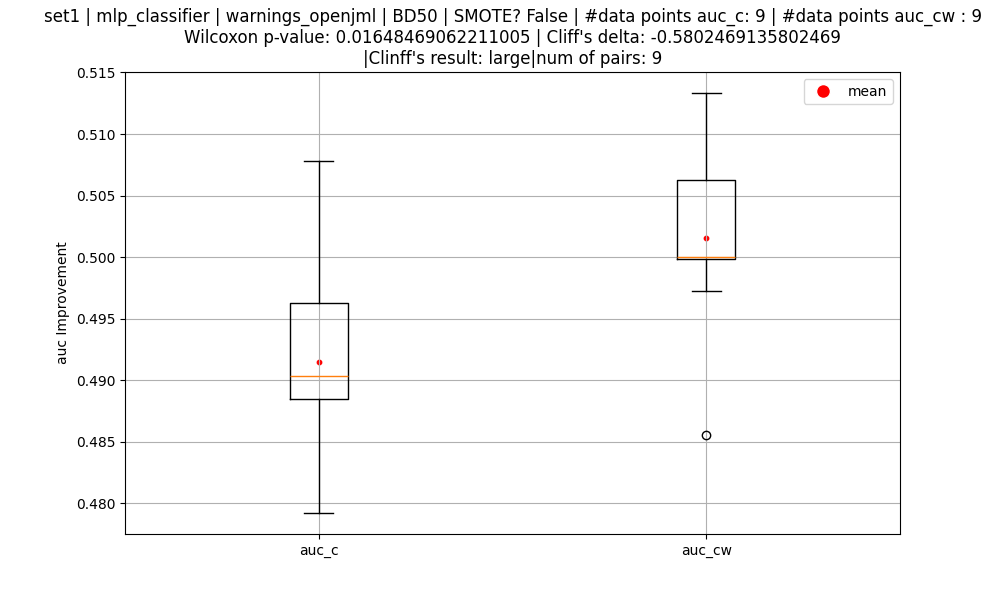 set1 | mlp_classifier | warnings_openjml | BD50 | SMOTE? False | #data points auc_c: 9 | #data points auc_cw : 9
Wilcoxon p-value: 0.01648469062211005 | Cliff's delta: -0.5802469135802469
|Clinff's result: large|num of pairs: 9
mean
0.515
0.510
0.505
0.500
0.495
0.490
0.485
0.480
auc Improvement
auc_c
auc_cw